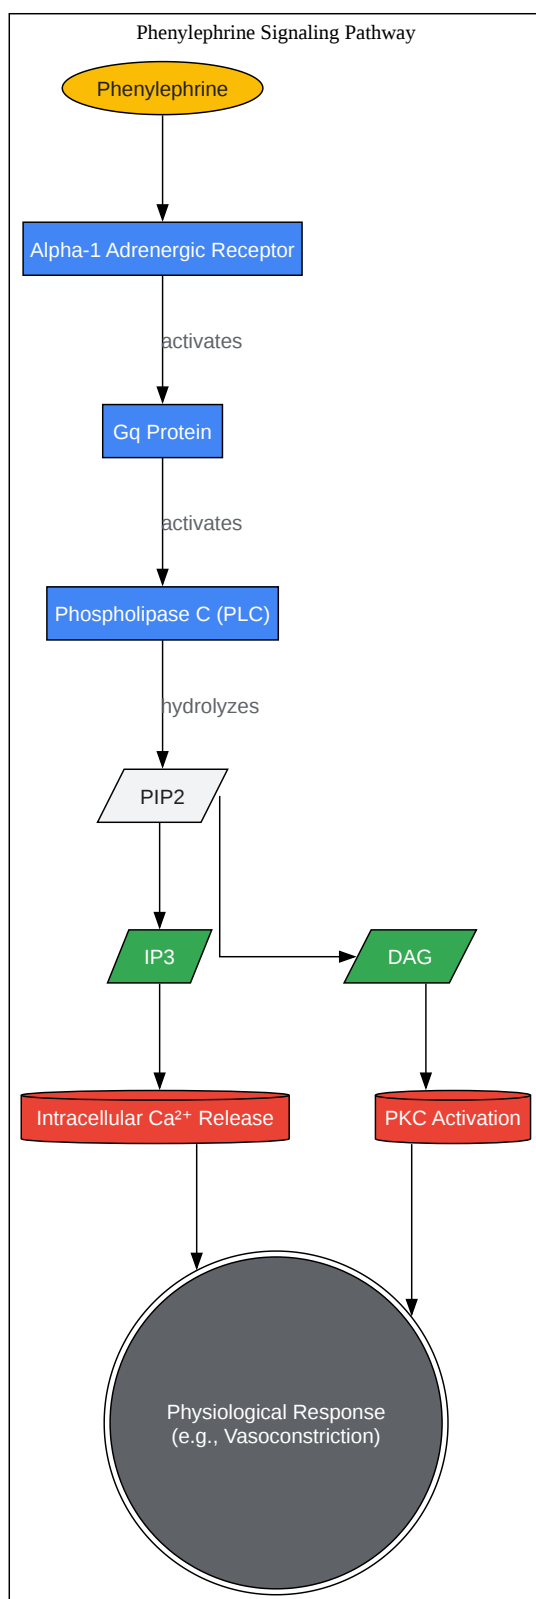 Phenylephrine Signaling Pathway
Phenylephrine
Alpha-1 Adrenergic Receptor
activates
Gq Protein
activates
Phospholipase C (PLC)
hydrolyzes
PIP2
IP3
DAG
Intracellular Ca²⁺ Release
PKC Activation
Physiological Response
(e.g., Vasoconstriction)